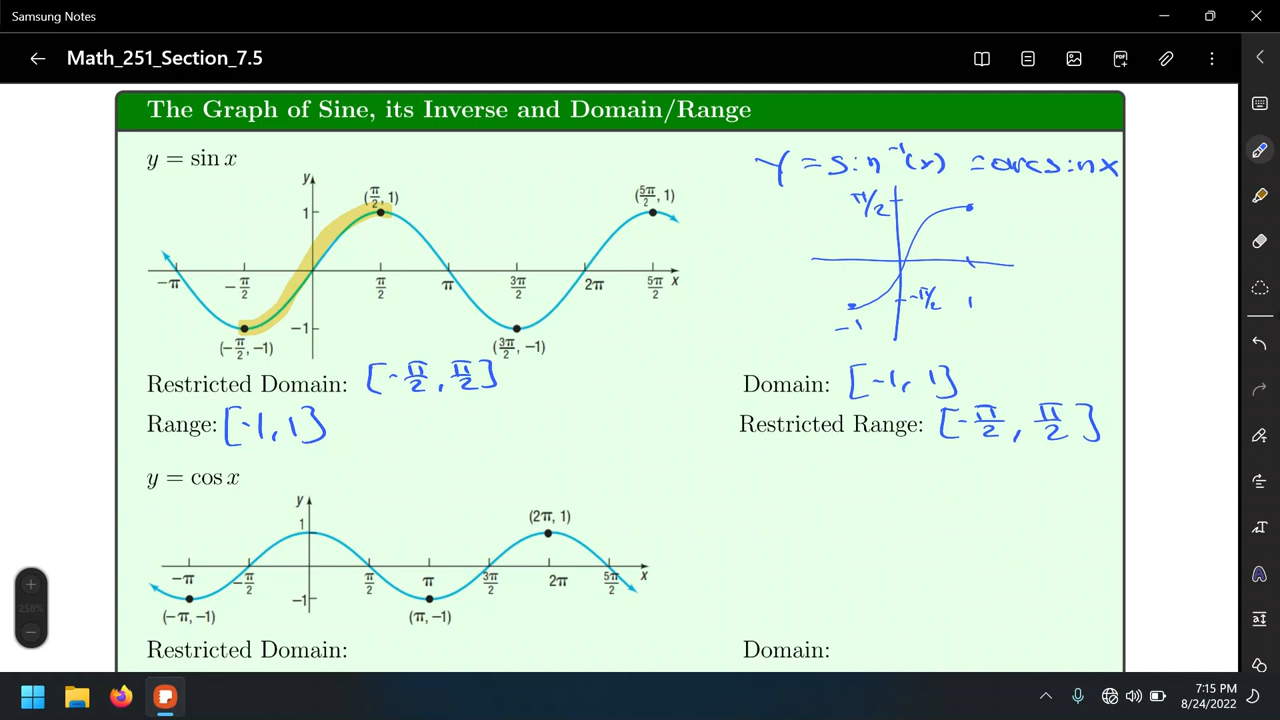 Samsung Notes
Math_251_Section_7.5
The Graph of Sine, its Inverse and Domain/Range
y = sin x
Y = sin⁻¹(x) = arcsin x
y
(π/2, 1)
(5π/2, 1)
1
−π
−π/2
π/2
π
3π/2
2π
5π/2
x
−1
(−π/2, −1)
(3π/2, −1)
π/2
-π/2
1
-1
Restricted Domain: [-π/2, π/2]
Domain: [-1, 1]
Range: [-1, 1]
Restricted Range: [-π/2, π/2]
y = cos x
y
1
(2π, 1)
−π
−π/2
π/2
π
3π/2
2π
5π/2
x
−1
(−π, −1)
(π, −1)
Restricted Domain:
Domain:
258%
7:15 PM
8/24/2022